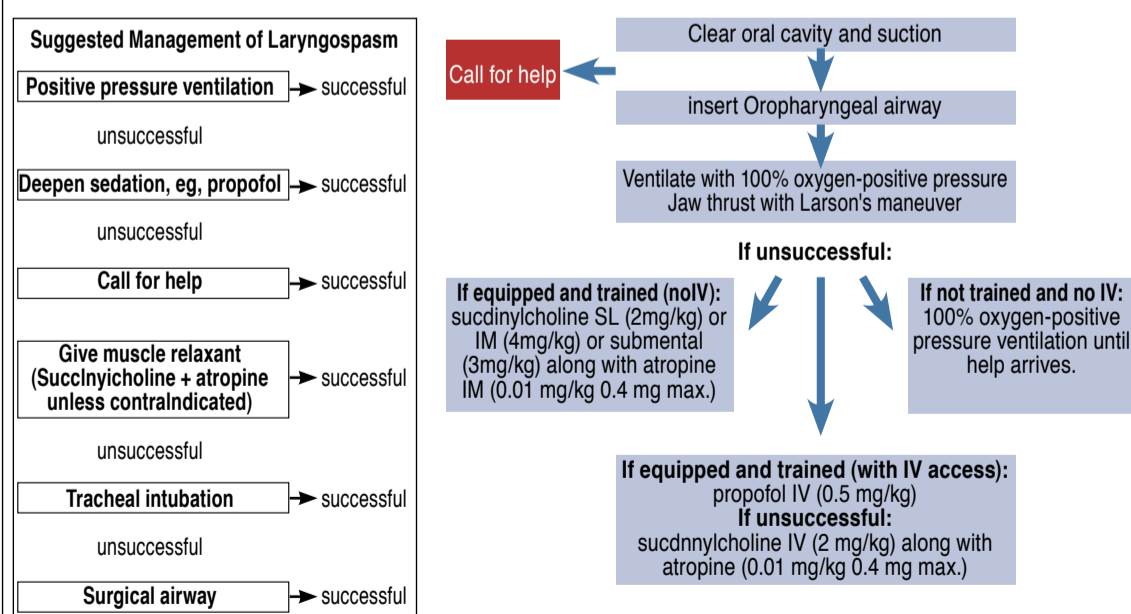 Suggested Management of Laryngospasm
Positive pressure ventilation
successful
unsuccessful
Deepen sedation, eg, propofol
successful
unsuccessful
Call for help
successful
unsuccessful
Give muscle relaxant
(Succlnyicholine + atropine
unless contraIndicated)
successful
unsuccessful
Tracheal intubation
successful
unsuccessful
Surgical airway
successful
Clear oral cavity and suction
Call for help
insert Oropharyngeal airway
Ventilate with 100% oxygen-positive pressure
Jaw thrust with Larson's maneuver
If unsuccessful:
If equipped and trained (noIV):
sucdinylcholine SL (2mg/kg) or
IM (4mg/kg) or submental
(3mg/kg) along with atropine
IM (0.01 mg/kg 0.4 mg max.)
If not trained and no IV:
100% oxygen-positive
pressure ventilation until
help arrives.
If equipped and trained (with IV access):
propofol IV (0.5 mg/kg)
If unsuccessful:
sucdnnylcholine IV (2 mg/kg) along with
atropine (0.01 mg/kg 0.4 mg max.)